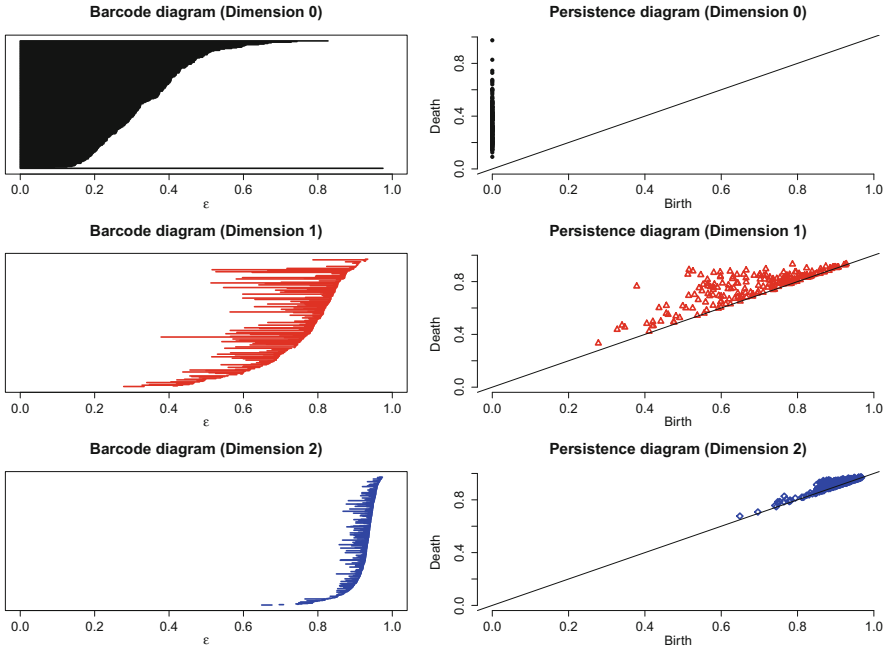 Barcode diagram (Dimension 0)
0.0 0.2 0.4 0.6 0.8 1.0
ε
Persistence diagram (Dimension 0)
Death
0.0 0.4 0.8
0.0 0.2 0.4 0.6 0.8 1.0
Birth
Barcode diagram (Dimension 1)
0.0 0.2 0.4 0.6 0.8 1.0
ε
Persistence diagram (Dimension 1)
Death
0.0 0.4 0.8
0.0 0.2 0.4 0.6 0.8 1.0
Birth
Barcode diagram (Dimension 2)
0.0 0.2 0.4 0.6 0.8 1.0
ε
Persistence diagram (Dimension 2)
Death
0.0 0.4 0.8
0.0 0.2 0.4 0.6 0.8 1.0
Birth